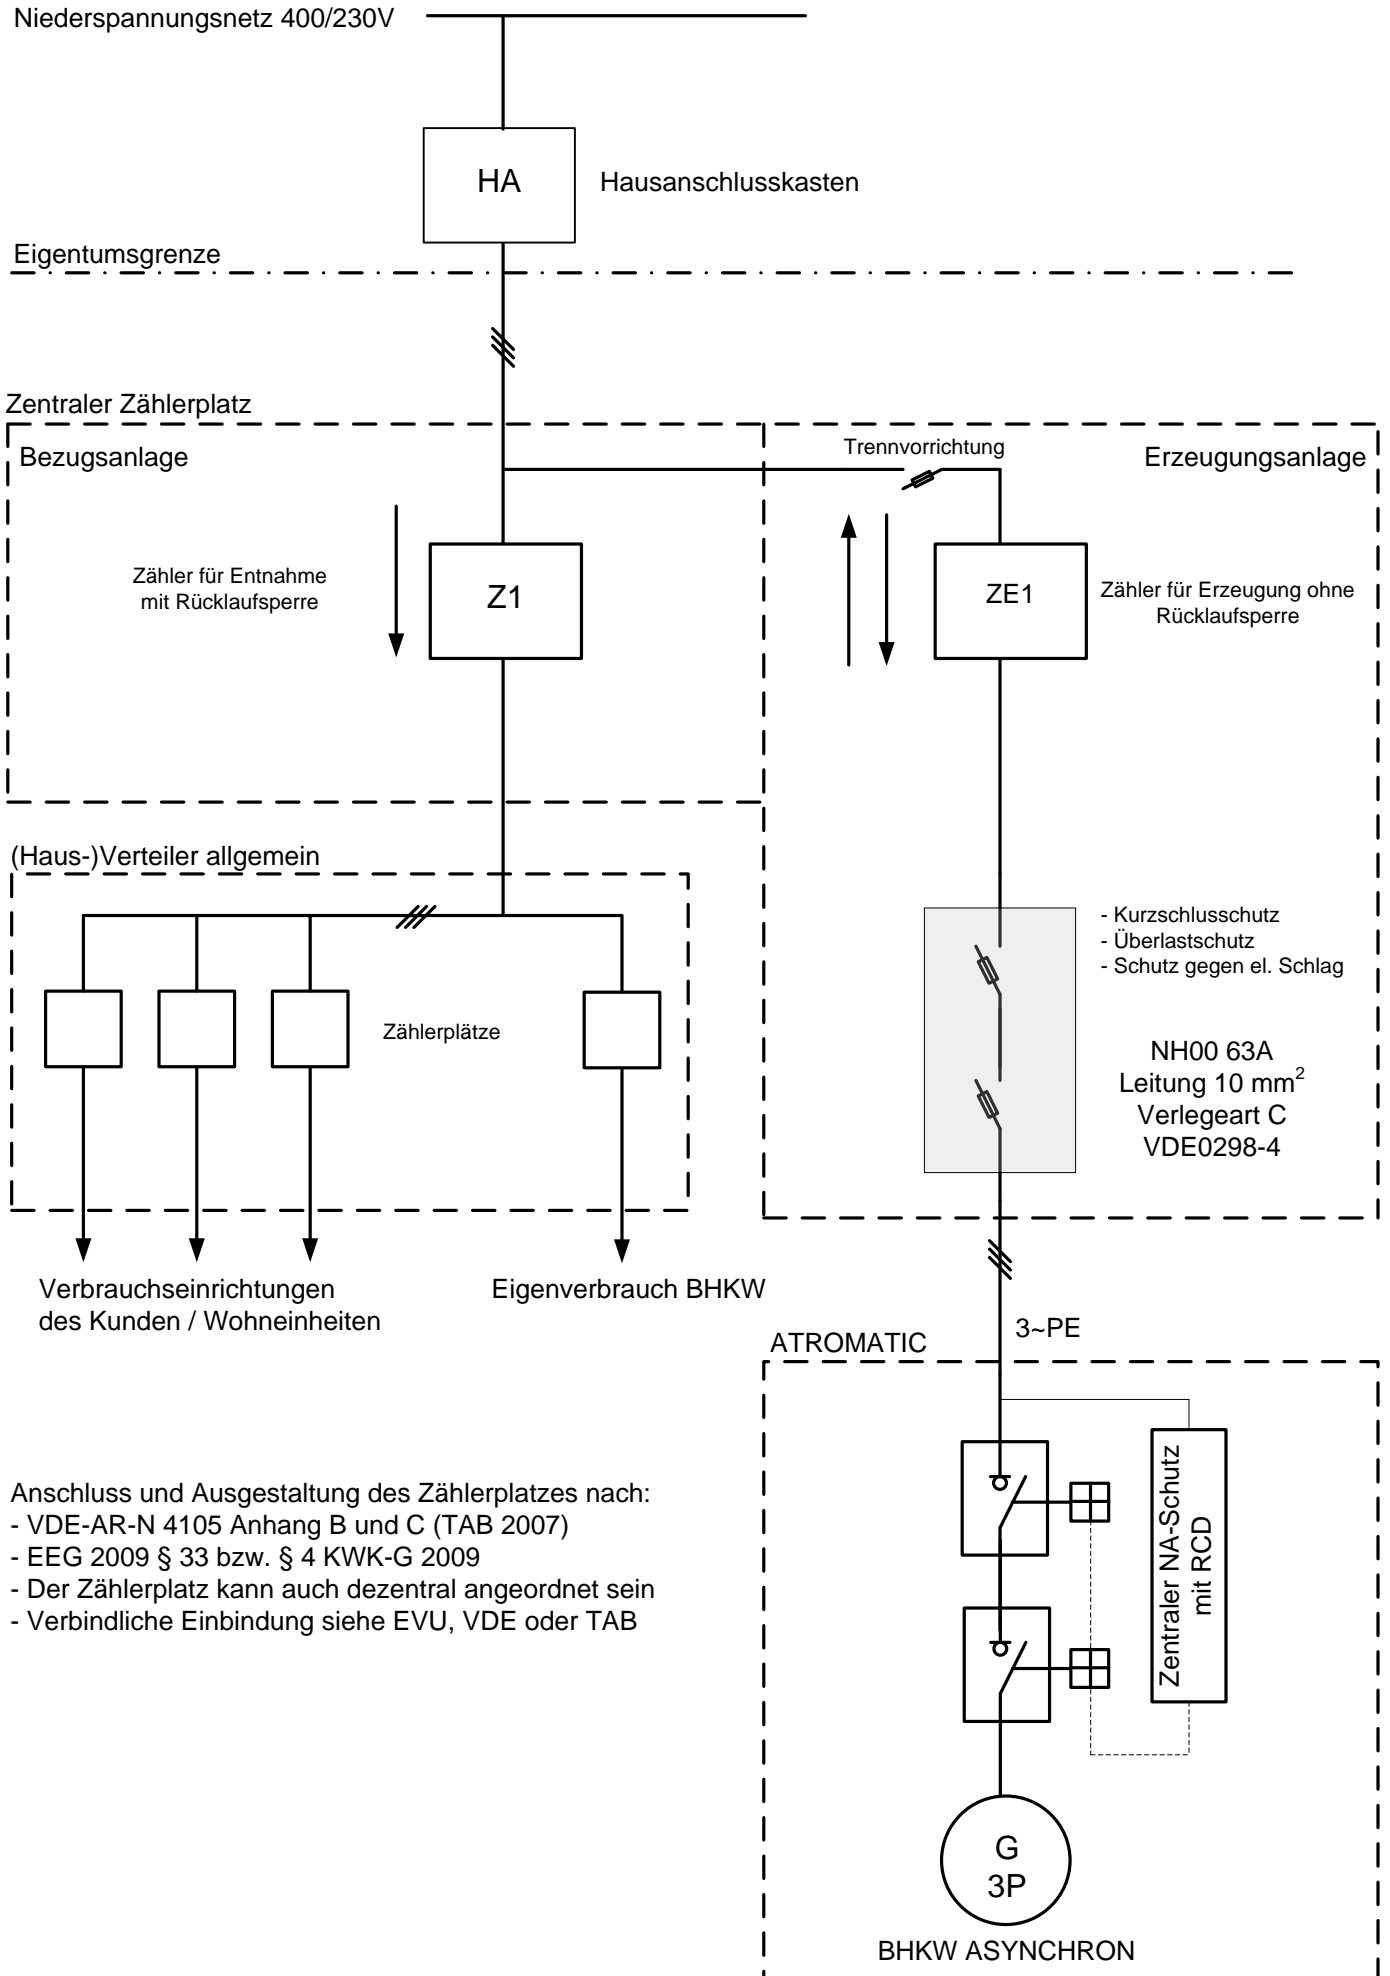 Niederspannungsnetz 400/230V
HA
Hausanschlusskasten
Eigentumsgrenze
Zentraler Zählerplatz
Bezugsanlage
Trennvorrichtung
Erzeugungsanlage
Zähler für Entnahme
mit Rücklaufsperre
Z1
ZE1
Zähler für Erzeugung ohne
Rücklaufsperre
(Haus-)Verteiler allgemein
- Kurzschlusschutz
- Überlastschutz
- Schutz gegen el. Schlag
Zählerplätze
NH00 63A
Leitung 10 mm²
Verlegeart C
VDE0298-4
Verbrauchseinrichtungen
des Kunden / Wohneinheiten
Eigenverbrauch BHKW
3~PE
ATROMATIC
Zentraler NA-Schutz
mit RCD
Anschluss und Ausgestaltung des Zählerplatzes nach:
- VDE-AR-N 4105 Anhang B und C (TAB 2007)
- EEG 2009 § 33 bzw. § 4 KWK-G 2009
- Der Zählerplatz kann auch dezentral angeordnet sein
- Verbindliche Einbindung siehe EVU, VDE oder TAB
G
3P
BHKW ASYNCHRON